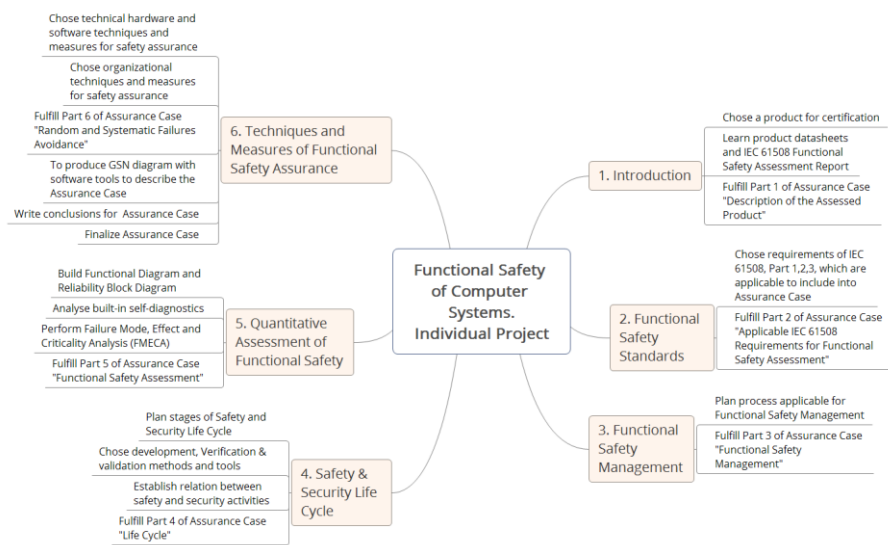 Functional Safety
of Computer
Systems.
Individual Project
1. Introduction
Chose a product for certification
Learn product datasheets
and IEC 61508 Functional
Safety Assessment Report
Fulfill Part 1 of Assurance Case
"Description of the Assessed
Product"
2. Functional
Safety
Standards
Chose requirements of IEC
61508, Part 1,2,3, which are
applicable to include into
Assurance Case
Fulfill Part 2 of Assurance Case
"Applicable IEC 61508
Requirements for Functional
Safety Assessment"
3. Functional
Safety
Management
Plan process applicable for
Functional Safety Management
Fulfill Part 3 of Assurance Case
"Functional Safety
Management"
4. Safety &
Security Life
Cycle
Plan stages of Safety and
Security Life Cycle
Chose development, Verification &
validation methods and tools
Establish relation between
safety and security activities
Fulfill Part 4 of Assurance Case
"Life Cycle"
5. Quantitative
Assessment of
Functional Safety
Build Functional Diagram and
Reliability Block Diagram
Analyse built-in self-diagnostics
Perform Failure Mode, Effect and
Criticality Analysis (FMECA)
Fulfill Part 5 of Assurance Case
"Functional Safety Assessment"
6. Techniques and
Measures of Functional
Safety Assurance
Chose technical hardware and
software techniques and
measures for safety assurance
Chose organizational
techniques and measures
for safety assurance
Fulfill Part 6 of Assurance Case
"Random and Systematic Failures
Avoidance"
To produce GSN diagram with
software tools to describe the
Assurance Case
Write conclusions for Assurance Case
Finalize Assurance Case